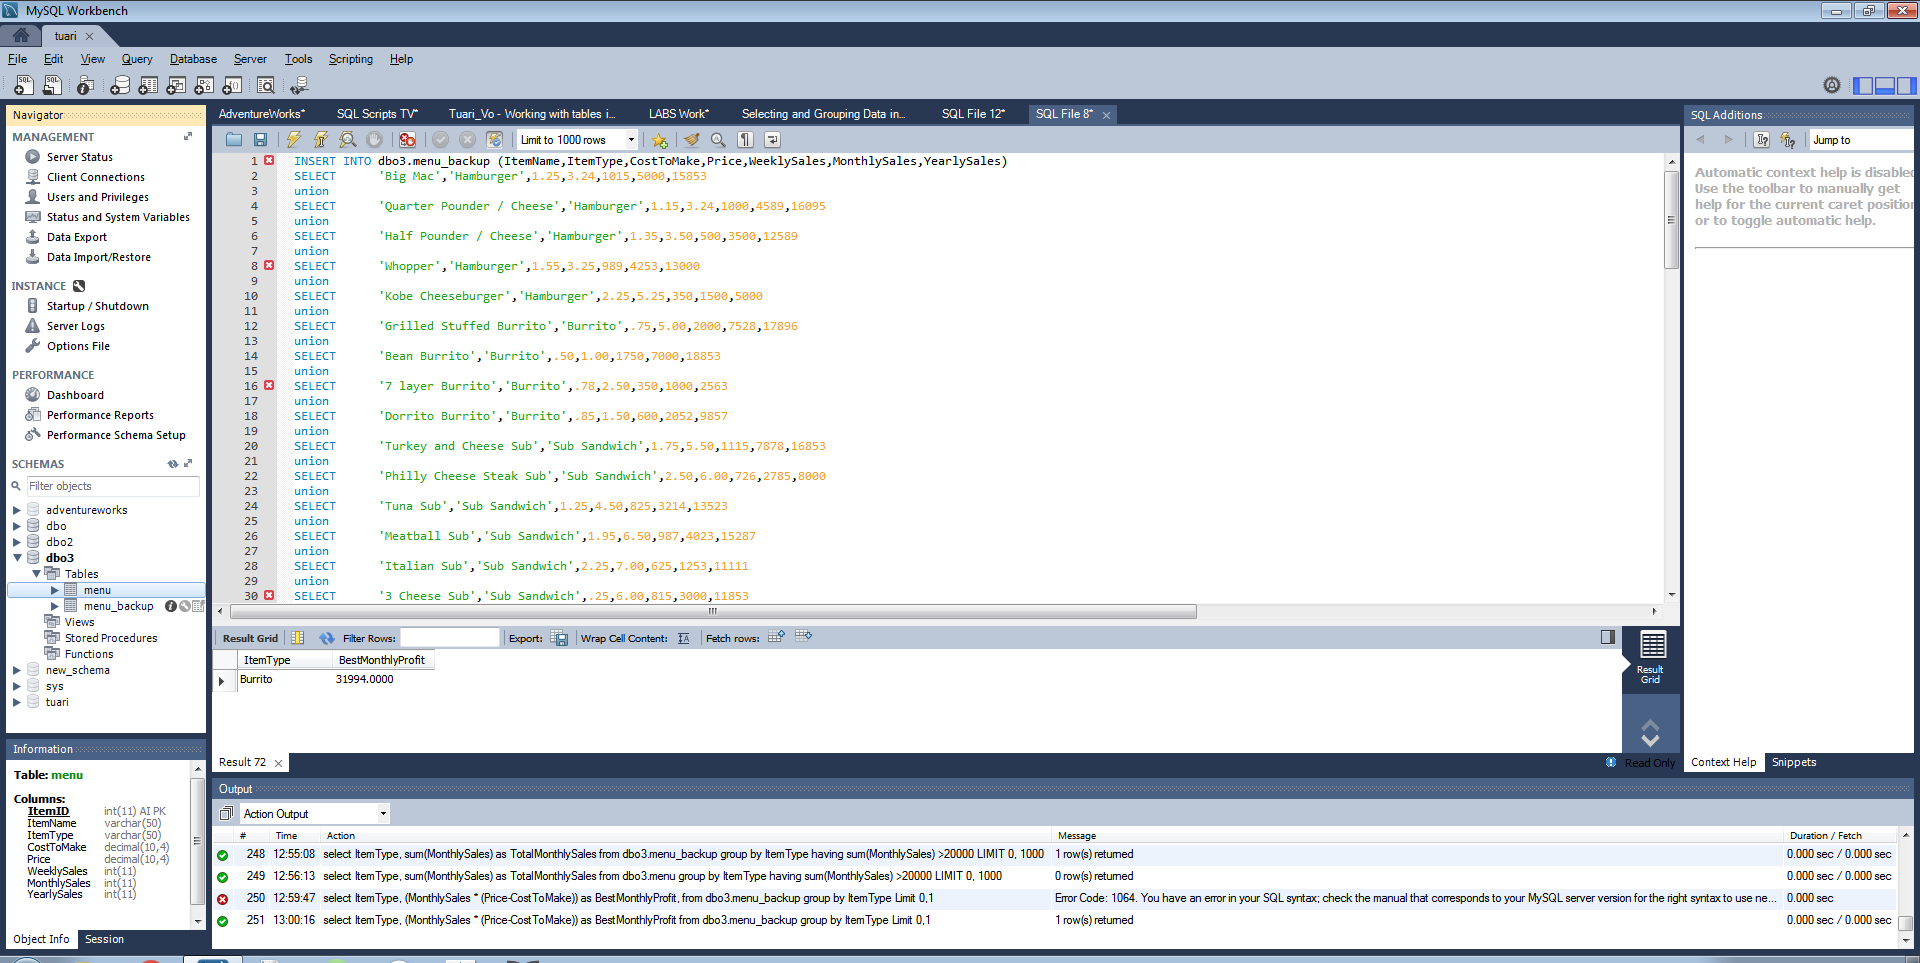 MySQL Workbench
tuari
File Edit View Query Database Server Tools Scripting Help
Navigator
MANAGEMENT
Server Status
Client Connections
Users and Privileges
Status and System Variables
Data Export
Data Import/Restore
INSTANCE
Startup / Shutdown
Server Logs
Options File
PERFORMANCE
Dashboard
Performance Reports
Performance Schema Setup
SCHEMAS
Filter objects
adventureworks
dbo
dbo2
dbo3
Tables
menu
menu_backup
Views
Stored Procedures
Functions
new_schema
sys
tuari
Information
Table: menu
Columns:
ItemID int(11) AI PK
ItemName varchar(50)
ItemType varchar(50)
CostToMake decimal(10,4)
Price decimal(10,4)
WeeklySales int(11)
MonthlySales int(11)
YearlySales int(11)
Object Info Session
AdventureWorks* SQL Scripts TV* Tuari_Vo - Working with tables i... LABS Work* Selecting and Grouping Data in... SQL File 12* SQL File 8*
Limit to 1000 rows
1 INSERT INTO dbo3.menu_backup (ItemName,ItemType,CostToMake,Price,WeeklySales,MonthlySales,YearlySales)
2 SELECT 'Big Mac','Hamburger',1.25,3.24,1015,5000,15853
3 union
4 SELECT 'Quarter Pounder / Cheese','Hamburger',1.15,3.24,1000,4589,16095
5 union
6 SELECT 'Half Pounder / Cheese','Hamburger',1.35,3.50,500,3500,12589
7 union
8 SELECT 'Whopper','Hamburger',1.55,3.25,989,4253,13000
9 union
10 SELECT 'Kobe Cheeseburger','Hamburger',2.25,5.25,350,1500,5000
11 union
12 SELECT 'Grilled Stuffed Burrito','Burrito',.75,5.00,2000,7528,17896
13 union
14 SELECT 'Bean Burrito','Burrito',.50,1.00,1750,7000,18853
15 union
16 SELECT '7 layer Burrito','Burrito',.78,2.50,350,1000,2563
17 union
18 SELECT 'Dorrito Burrito','Burrito',.85,1.50,600,2052,9857
19 union
20 SELECT 'Turkey and Cheese Sub','Sub Sandwich',1.75,5.50,1115,7878,16853
21 union
22 SELECT 'Philly Cheese Steak Sub','Sub Sandwich',2.50,6.00,726,2785,8000
23 union
24 SELECT 'Tuna Sub','Sub Sandwich',1.25,4.50,825,3214,13523
25 union
26 SELECT 'Meatball Sub','Sub Sandwich',1.95,6.50,987,4023,15287
27 union
28 SELECT 'Italian Sub','Sub Sandwich',2.25,7.00,625,1253,11111
29 union
30 SELECT '3 Cheese Sub','Sub Sandwich',.25,6.00,815,3000,11853
Result Grid Filter Rows: Export: Wrap Cell Content: Fetch rows:
ItemType BestMonthlyProfit
Burrito 31994.0000
Result Grid
Result 72
Read Only
SQL Additions
Jump to
Automatic context help is disabled
Use the toolbar to manually get
help for the current caret position
or to toggle automatic help.
Context Help Snippets
Output
Action Output
# Time Action Message Duration / Fetch
248 12:55:08 select ItemType, sum(MonthlySales) as TotalMonthlySales from dbo3.menu_backup group by ItemType having sum(MonthlySales) >20000 LIMIT 0, 1000 1 row(s) returned 0.000 sec / 0.000 sec
249 12:56:13 select ItemType, sum(MonthlySales) as TotalMonthlySales from dbo3.menu group by ItemType having sum(MonthlySales) >20000 LIMIT 0, 1000 0 row(s) returned 0.000 sec / 0.000 sec
250 12:59:47 select ItemType, (MonthlySales * (Price-CostToMake)) as BestMonthlyProfit, from dbo3.menu_backup group by ItemType Limit 0,1 Error Code: 1064. You have an error in your SQL syntax; check the manual that corresponds to your MySQL server version for the right syntax to use ne... 0.000 sec
251 13:00:16 select ItemType, (MonthlySales * (Price-CostToMake)) as BestMonthlyProfit from dbo3.menu_backup group by ItemType Limit 0,1 1 row(s) returned 0.000 sec / 0.000 sec